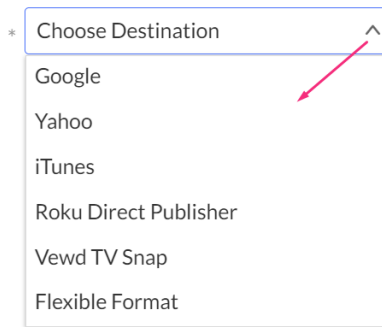 * Choose Destination
Google
Yahoo
iTunes
Roku Direct Publisher
Vewd TV Snap
Flexible Format